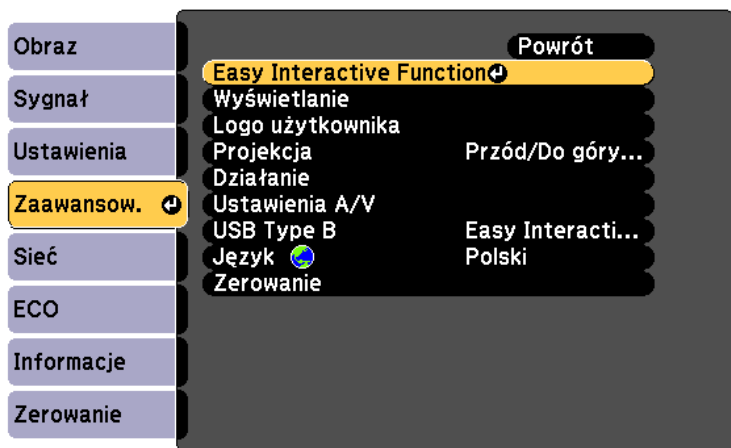 Obraz
Sygnał
Ustawienia
Zaawansow.
Sieć
ECO
Informacje
Zerowanie
Powrót
Easy Interactive Function
Wyświetlanie
Logo użytkownika
Projekcja Przód/Do góry...
Działanie
Ustawienia A/V
USB Type B Easy Interacti...
Język Polski
Zerowanie